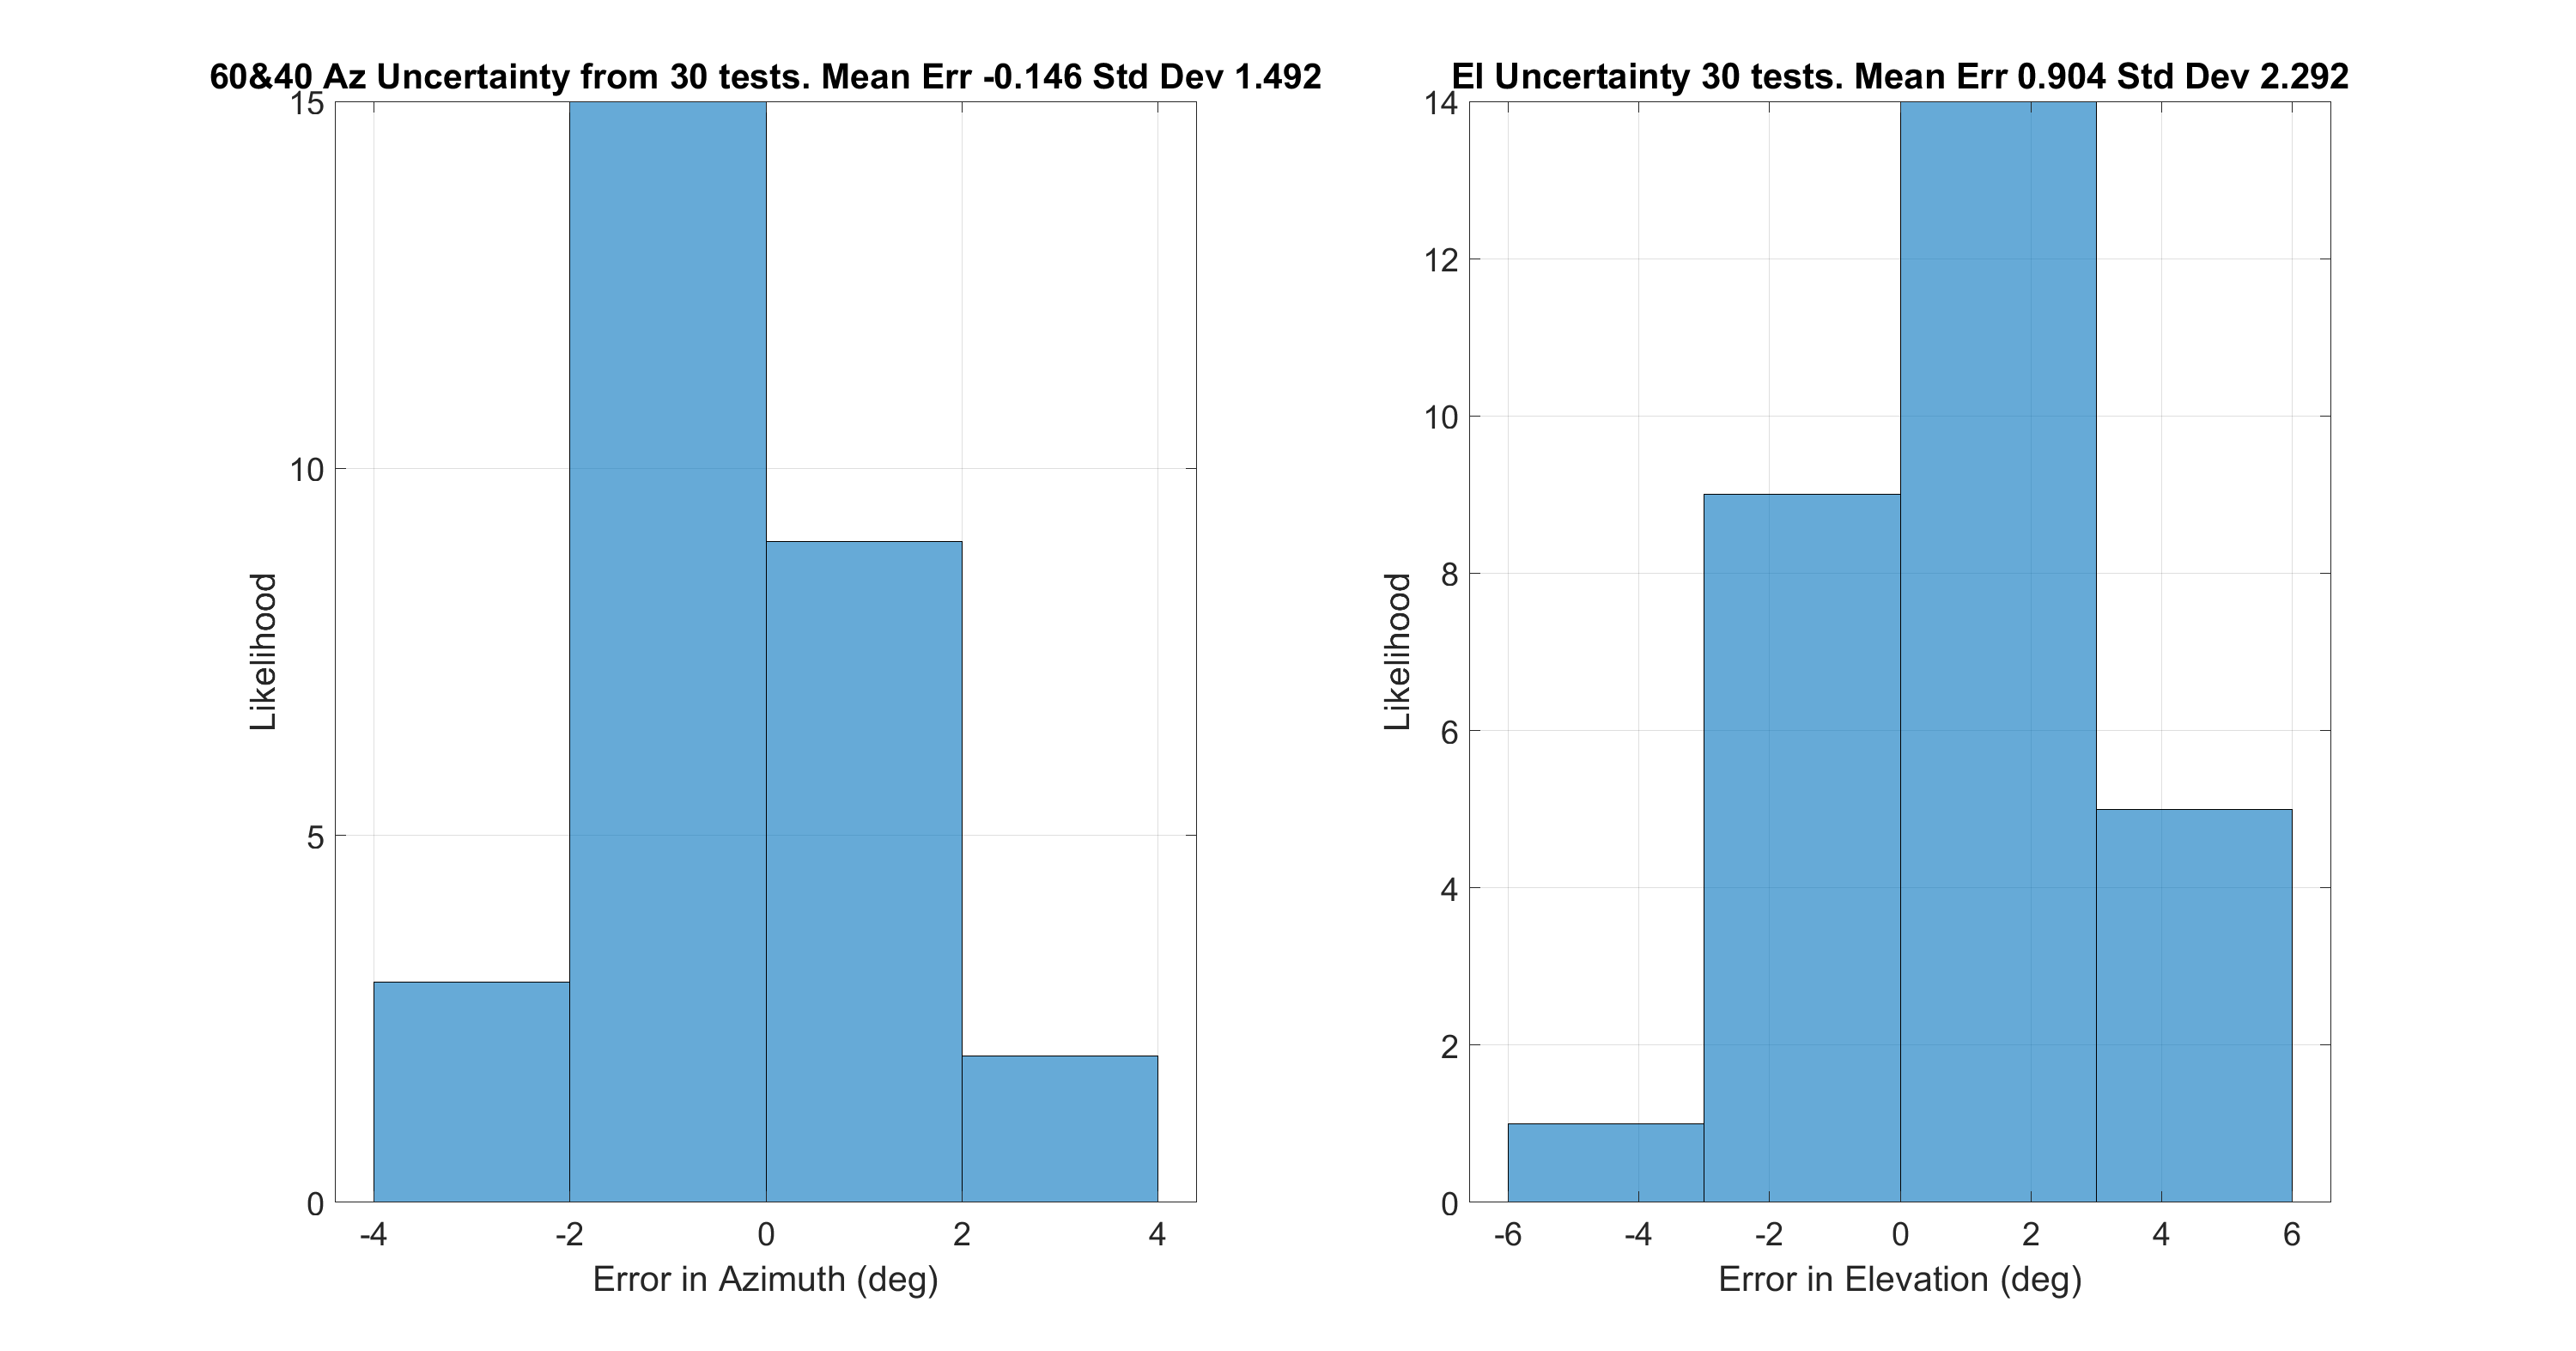 60&40 Az Uncertainty from 30 tests. Mean Err -0.146 Std Dev 1.492
15
10
5
0
Likelihood
-4 -2 0 2 4
Error in Azimuth (deg)
El Uncertainty 30 tests. Mean Err 0.904 Std Dev 2.292
14
12
10
8
6
4
2
0
Likelihood
-6 -4 -2 0 2 4 6
Error in Elevation (deg)